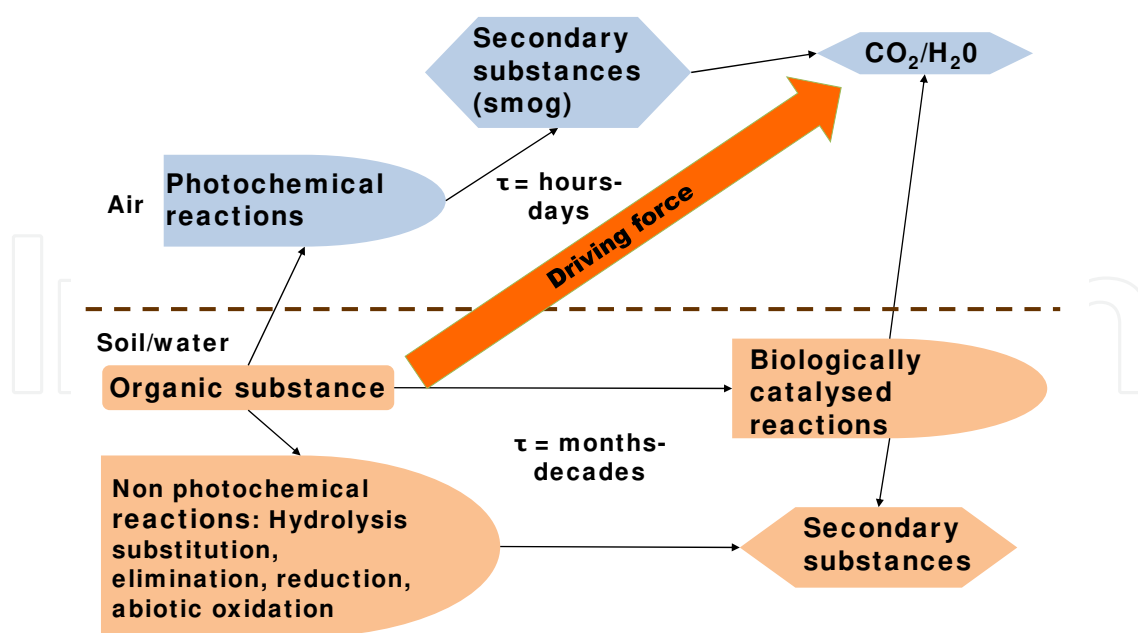 Secondary
substances
(smog)
CO₂/H₂0
Photochemical
reactions
Air
τ = hours-
days
Driving force
Soil/water
Organic substance
Biologically
catalysed
reactions
τ = months-
decades
Non photochemical
reactions: Hydrolysis
substitution,
elimination, reduction,
abiotic oxidation
Secondary
substances